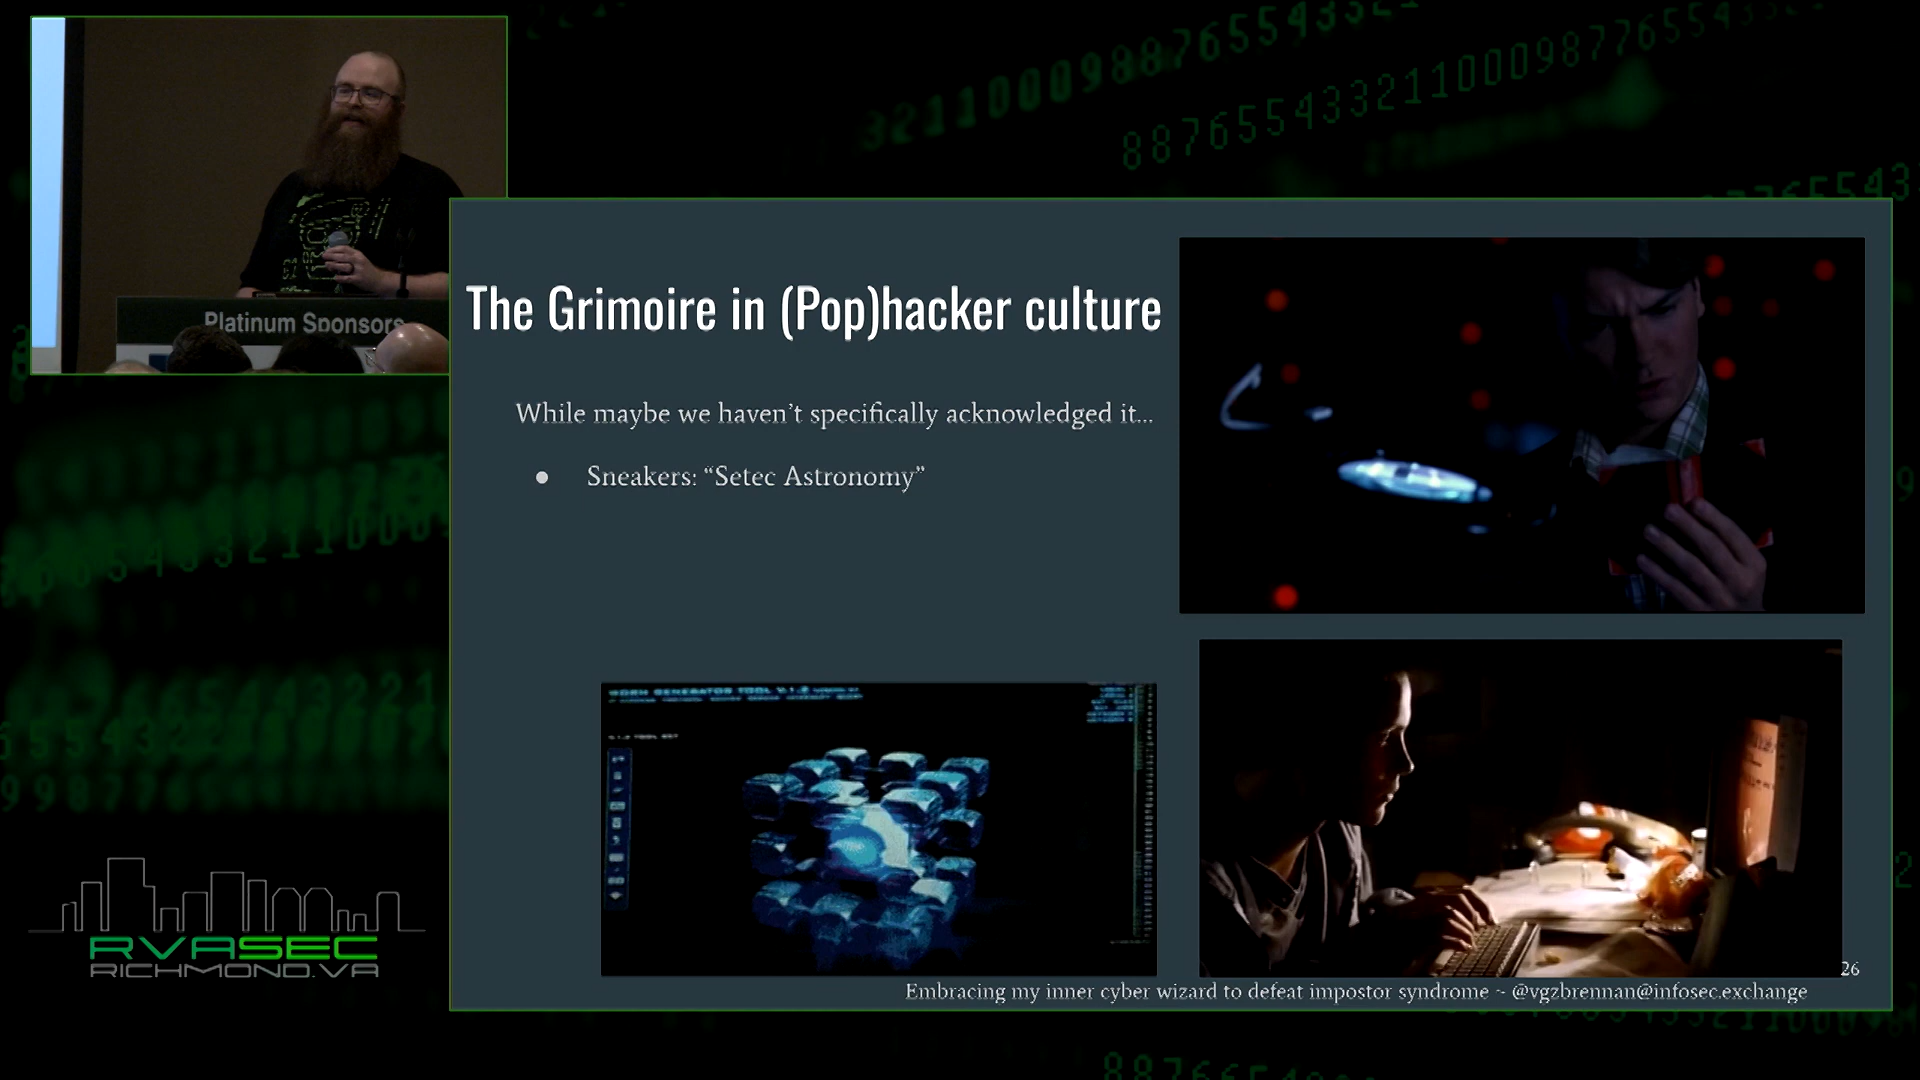 Platinum Sponsors
The Grimoire in (Pop)hacker culture
While maybe we haven't specifically acknowledged it...
● Sneakers: “Setec Astronomy”
26
Embracing my inner cyber wizard to defeat impostor syndrome ~ @vgzbrennan@infosec.exchange
RVASEC
RICHMOND.VA